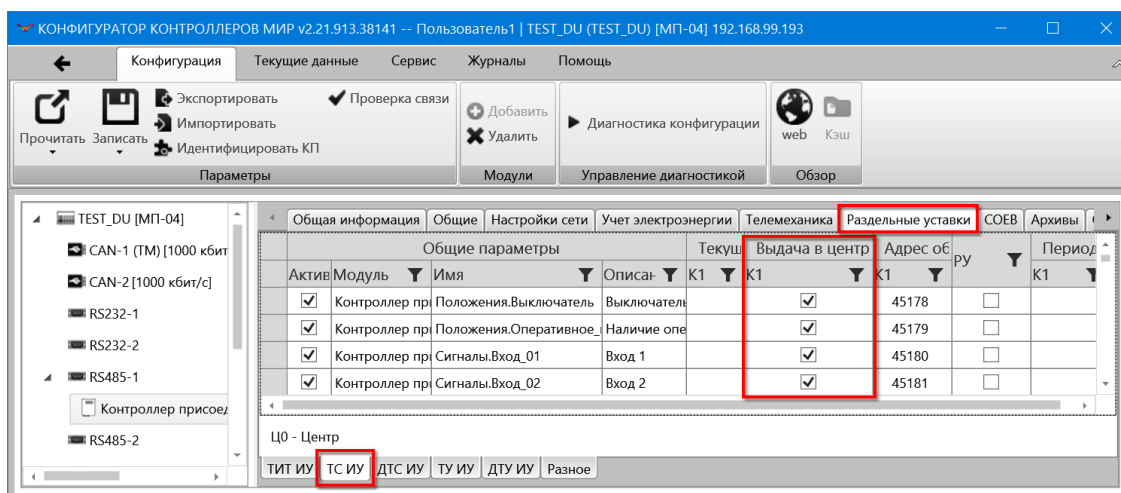 КОНФИГУРАТОР КОНТРОЛЛЕРОВ МИР v2.21.913.38141 -- Пользователь1 | TEST_DU (TEST_DU) [МП-04] 192.168.99.193
Конфигурация Текущие данные Сервис Журналы Помощь
Прочитать Записать
Экспортировать
Импортировать
Идентифицировать КП
Проверка связи
Параметры
Добавить
Удалить
Модули
Диагностика конфигурации
Управление диагностикой
web Кэш
Обзор
TEST_DU [МП-04]
CAN-1 (ТМ) [1000 кбит
CAN-2 [1000 кбит/с]
RS232-1
RS232-2
RS485-1
Контроллер присоед
RS485-2
Общая информация Общие Настройки сети Учет электроэнергии Телемеханика Раздельные уставки СОЕВ Архивы
Общие параметры Текущ Выдача в центр Адрес об РУ Период
Актив Модуль Имя Описан К1 К1 К1 К1
Контроллер при Положения.Выключатель Выключатель 45178
Контроллер при Положения.Оперативное_ Наличие опе 45179
Контроллер при Сигналы.Вход_01 Вход 1 45180
Контроллер при Сигналы.Вход_02 Вход 2 45181
Ц0 - Центр
ТИТ ИУ ТС ИУ ДТС ИУ ТУ ИУ ДТУ ИУ Разное